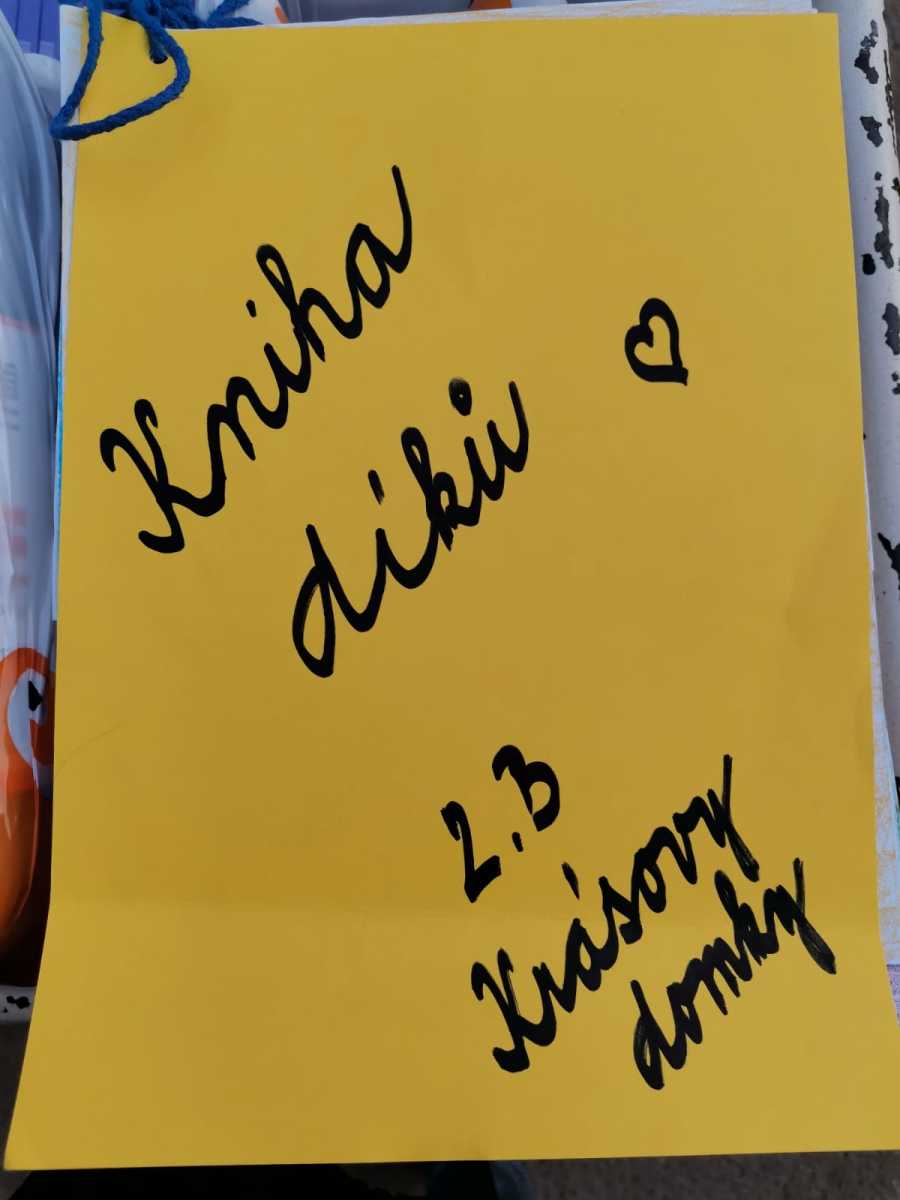 Kniha
díků
2.B
Krásovy
domky